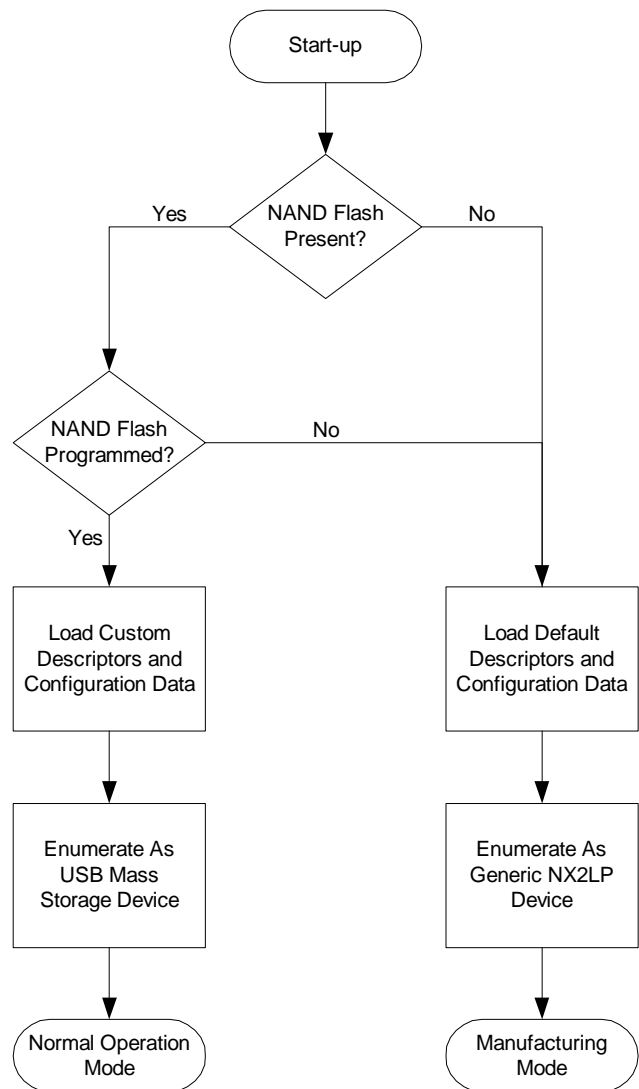 Start-up
NAND Flash
Present?
Yes
No
NAND Flash
Programmed?
No
Yes
Load Custom
Descriptors and
Configuration Data
Load Default
Descriptors and
Configuration Data
Enumerate As
USB Mass
Storage Device
Enumerate As
Generic NX2LP
Device
Normal Operation
Mode
Manufacturing
Mode